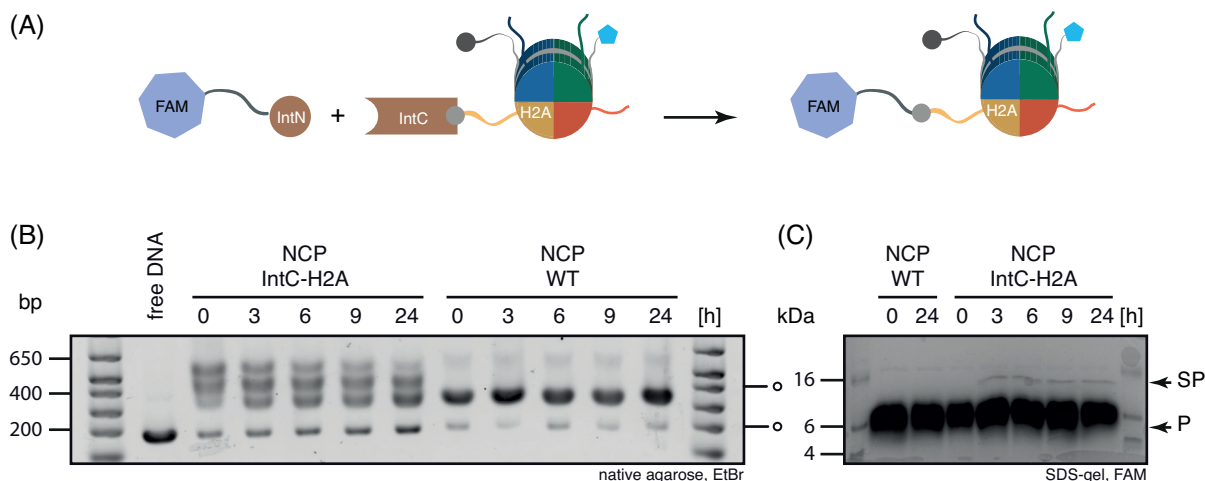 (A)
FAM
IntN
+
IntC
H2A
FAM
H2A
(B)
NCP
IntC-H2A
NCP
WT
bp
free DNA
0 3 6 9 24 0 3 6 9 24 [h]
650
400
200
native agarose, EtBr
(C)
NCP
WT
NCP
IntC-H2A
kDa
0 24 0 3 6 9 24 [h]
16
6
4
SP
P
SDS-gel, FAM